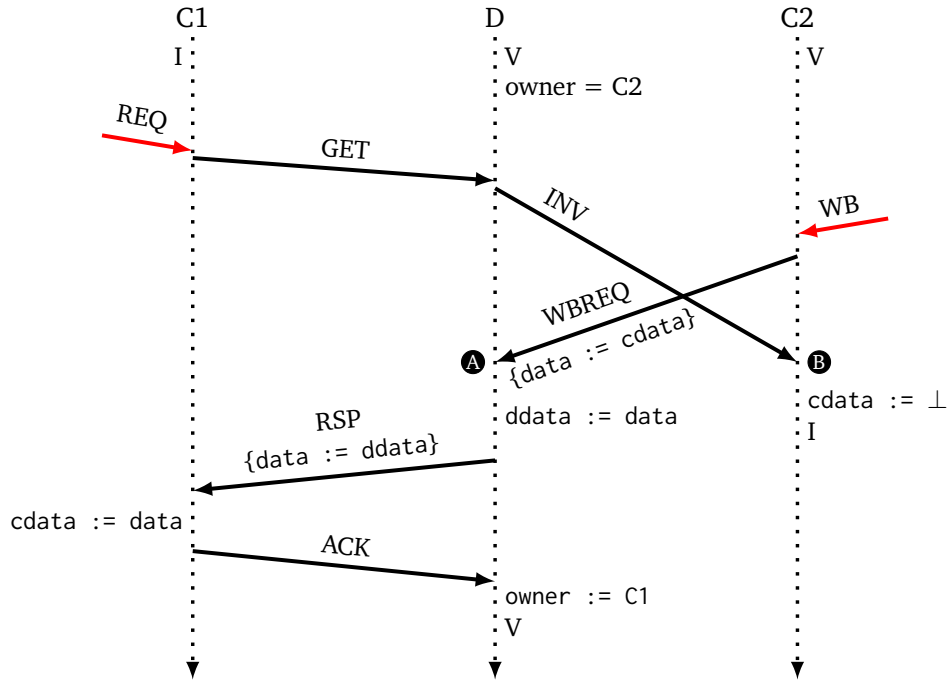 C1
D
C2
I
V
V
owner = C2
REQ
GET
INV
WB
WBREQ
{data := cdata}
A
B
cdata := ⊥
I
ddata := data
RSP
{data := ddata}
cdata := data
ACK
owner := C1
V